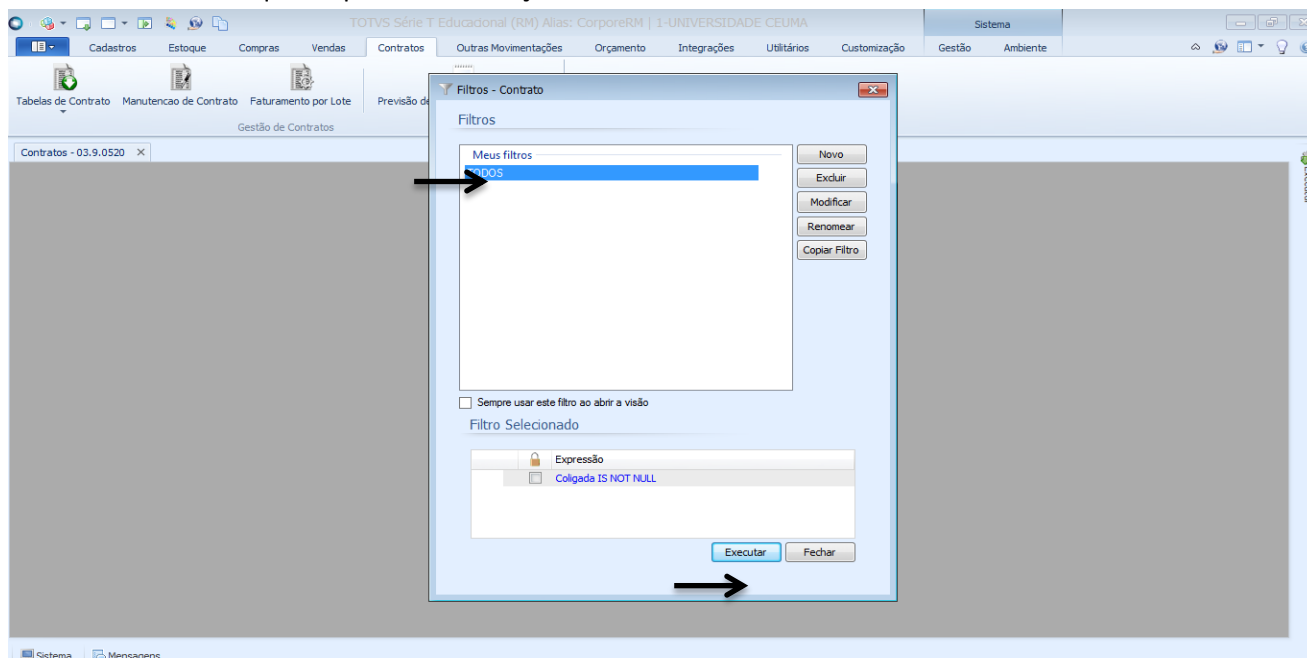 TOTVS Série T Educacional (RM) Alias: CorporeRM | 1-UNIVERSIDADE CEUMA
Sistema
Cadastros Estoque Compras Vendas Contratos Outras Movimentações Orçamento Integrações Utilitários Customização Gestão Ambiente
Tabelas de Contrato Manutencao de Contrato Faturamento por Lote Previsão de
Gestão de Contratos
Contratos - 03.9.0520
Filtros - Contrato
Filtros
Meus filtros
TODOS
Novo
Excluir
Modificar
Renomear
Copiar Filtro
Sempre usar este filtro ao abrir a visão
Filtro Selecionado
Expressão
Coligada IS NOT NULL
Executar Fechar
Sistema Mensagens